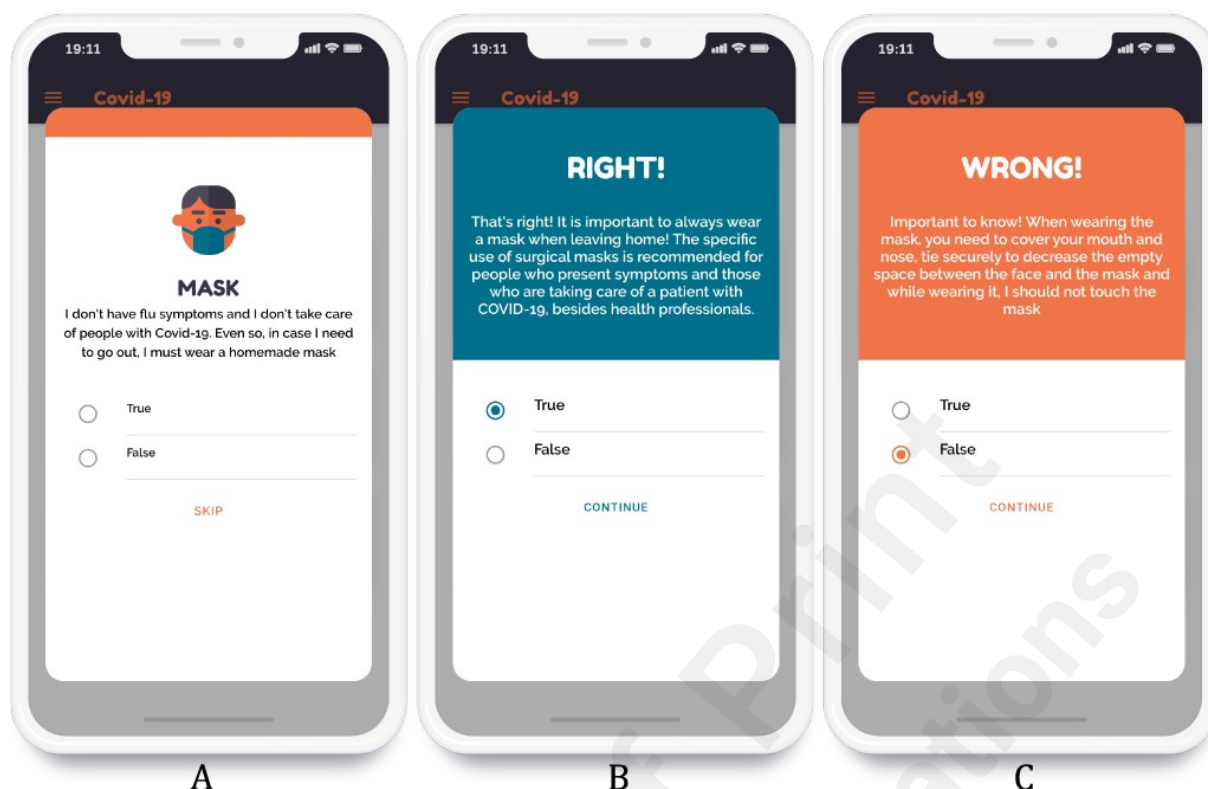 19:11
Covid-19
MASK
I don't have flu symptoms and I don't take care
of people with Covid-19. Even so, in case I need
to go out, I must wear a homemade mask
True
False
SKIP
A
19:11
Covid-19
RIGHT!
That's right! It is important to always wear
a mask when leaving home! The specific
use of surgical masks is recommended for
people who present symptoms and those
who are taking care of a patient with
COVID-19, besides health professionals.
True
False
CONTINUE
B
19:11
Covid-19
WRONG!
Important to know! When wearing the
mask, you need to cover your mouth and
nose, tie securely to decrease the empty
space between the face and the mask and
while wearing it, I should not touch the
mask
True
False
CONTINUE
C
Print